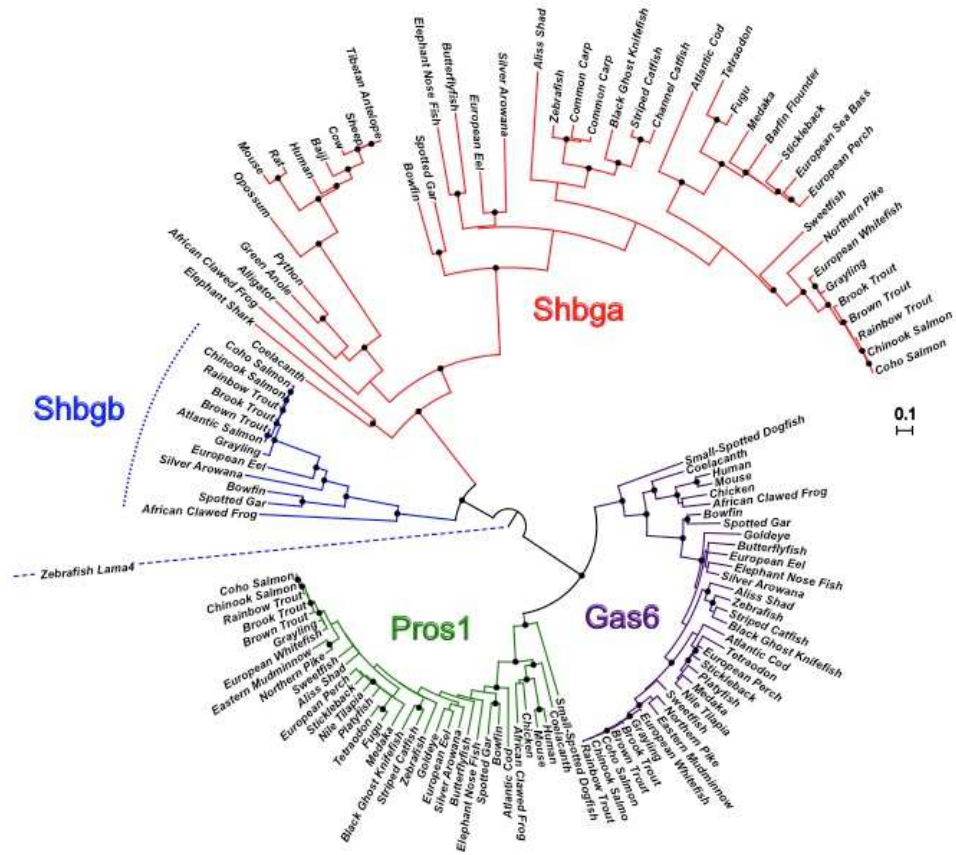 Elephant Shark
African Clawed Frog
Alligator
Green Anole
Python
Opossum
Mouse
Rat
Human
Baiji
Cow
Sheep
Tibetan Antelope
Bowfin
Spotted Gar
Elephant Nose Fish
Butterflyfish
European Eel
Silver Arowana
Aliss Shad
Zebrafish
Common Carp
Common Carp
Black Ghost Knifefish
Striped Catfish
Channel Catfish
Atlantic Cod
Tetraodon
Fugu
Medaka
Barfin Flounder
Stickleback
European Sea Bass
European Perch
Sweetfish
Northern Pike
European Whitefish
Grayling
Brook Trout
Brown Trout
Rainbow Trout
Chinook Salmon
Coho Salmon
Shbga
0.1
Shbgb
Coelacanth
Coho Salmon
Chinook Salmon
Rainbow Trout
Brook Trout
Brown Trout
Atlantic Salmon
Grayling
European Eel
Silver Arowana
Bowfin
Spotted Gar
African Clawed Frog
Zebrafish Lama4
Small-Spotted Dogfish
Coelacanth
Human
Mouse
Chicken
African Clawed Frog
Bowfin
Spotted Gar
Goldeye
Butterflyfish
European Eel
Elephant Nose Fish
Silver Arowana
Aliss Shad
Zebrafish
Striped Catfish
Black Ghost Knifefish
Atlantic Cod
Tetraodon
European Perch
Stickleback
Platyfish
Medaka
Nile Tilapia
Sweetfish
Northern Pike
Eastern Mudminnow
European Whitefish
Grayling
Brook Trout
Brown Trout
Coho Salmon
Chinook Salmo
Rainbow Trout
Gas6
Pros1
Coho Salmon
Chinook Salmon
Rainbow Trout
Brook Trout
Brown Trout
Grayling
European Whitefish
Eastern Mudminnow
Northern Pike
Sweetfish
Aliss Shad
European Perch
Stickleback
Nile Tilapia
Platyfish
Tetraodon
Fugu
Medaka
Black Ghost Knifefish
Striped Catfish
Zebrafish
Goldeye
European Eel
Silver Arowana
Butterflyfish
Elephant Nose Fish
Spotted Gar
Bowfin
Atlantic Cod
African Clawed Frog
Chicken
Mouse
Human
Coelacanth
Small-Spotted Dogfish